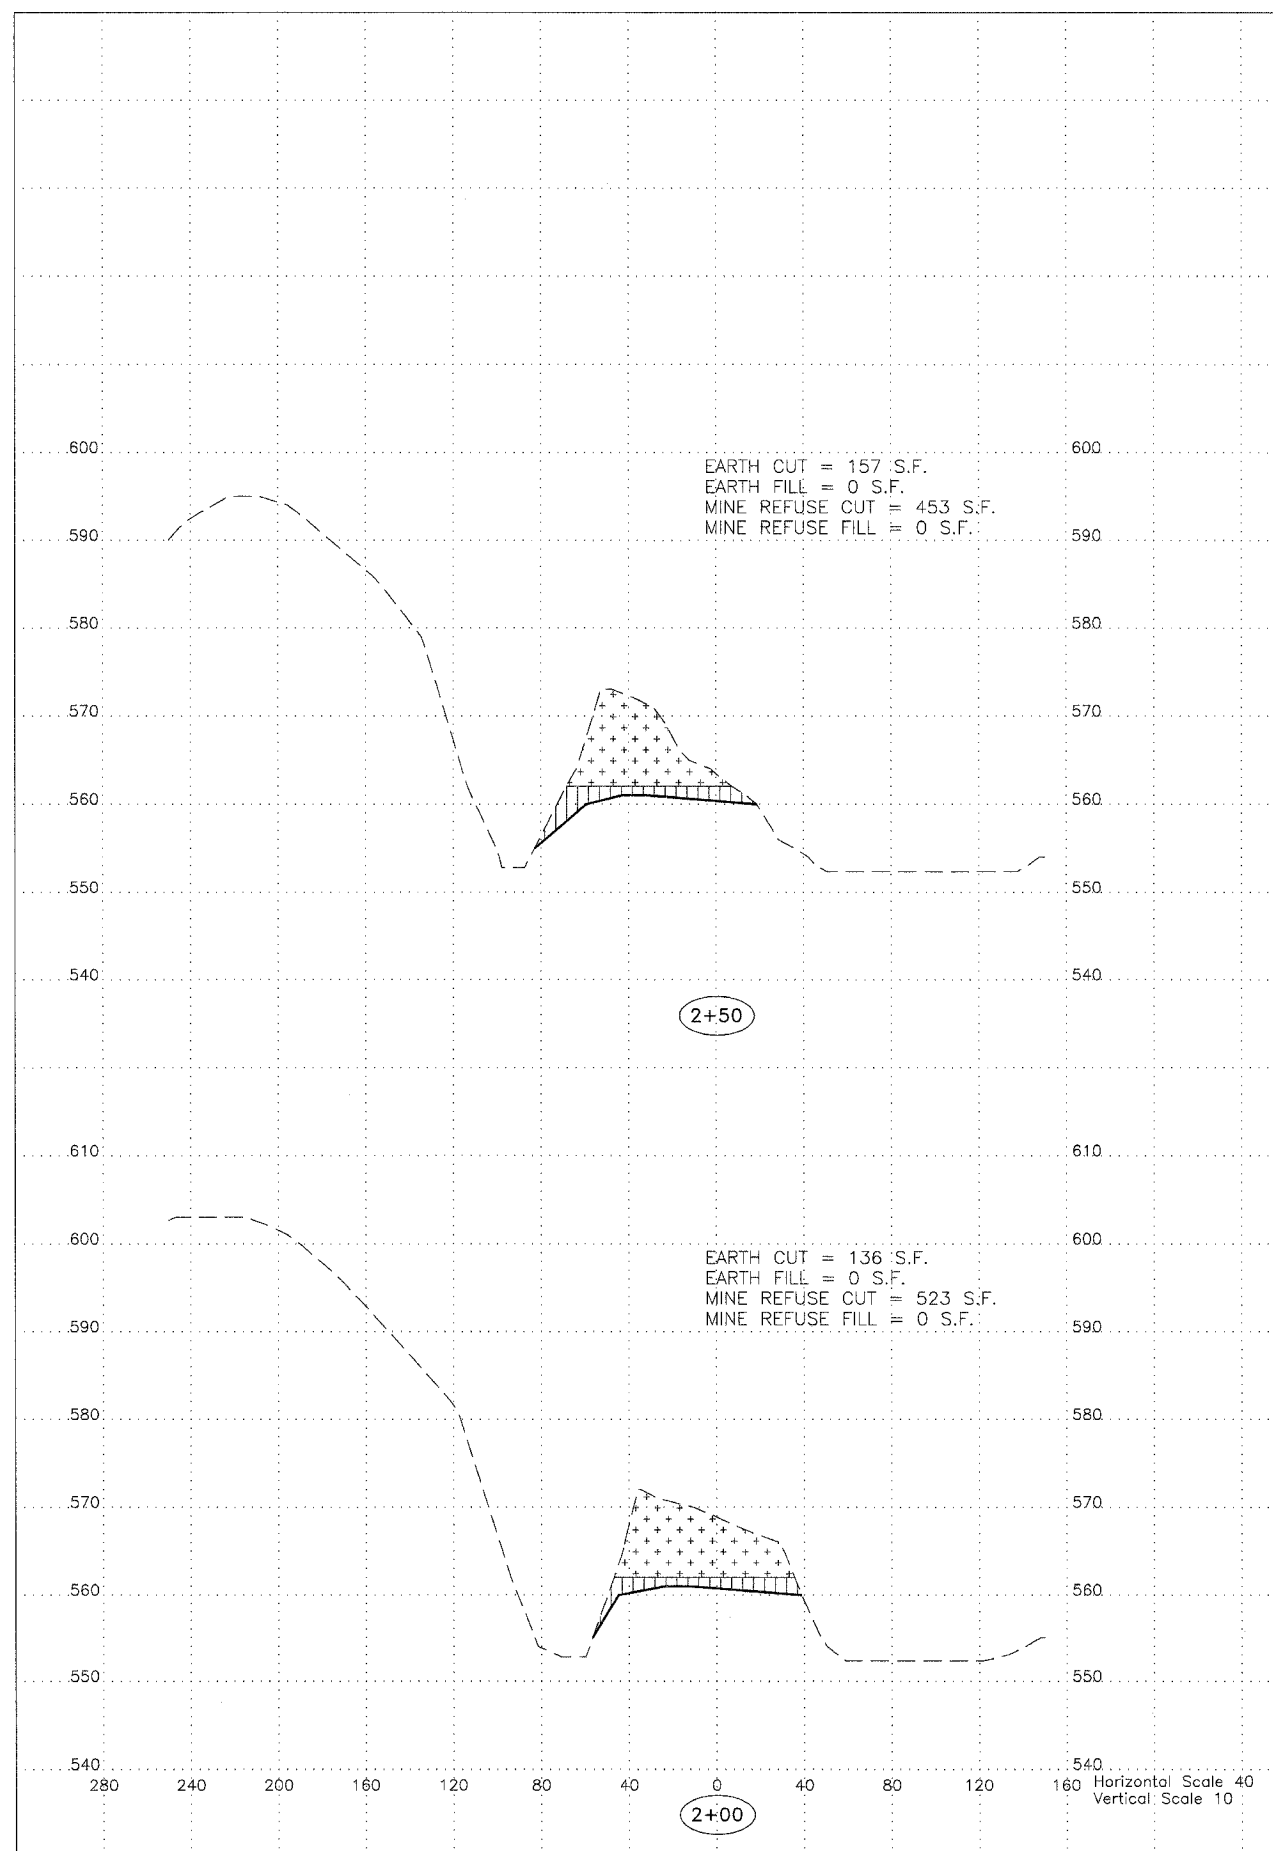 600 600
EARTH CUT = 157 S.F.
EARTH FILL = 0 S.F.
MINE REFUSE CUT = 453 S.F.
MINE REFUSE FILL = 0 S.F.
590 590
580 580
570 570
560 560
550 550
540 540
2+50
610 610
600 600
EARTH CUT = 136 S.F.
EARTH FILL = 0 S.F.
MINE REFUSE CUT = 523 S.F.
MINE REFUSE FILL = 0 S.F.
590 590
580 580
570 570
560 560
550 550
540 540
280 240 200 160 120 80 40 0 40 80 120 160 Horizontal Scale 40
Vertical Scale 10
2+00